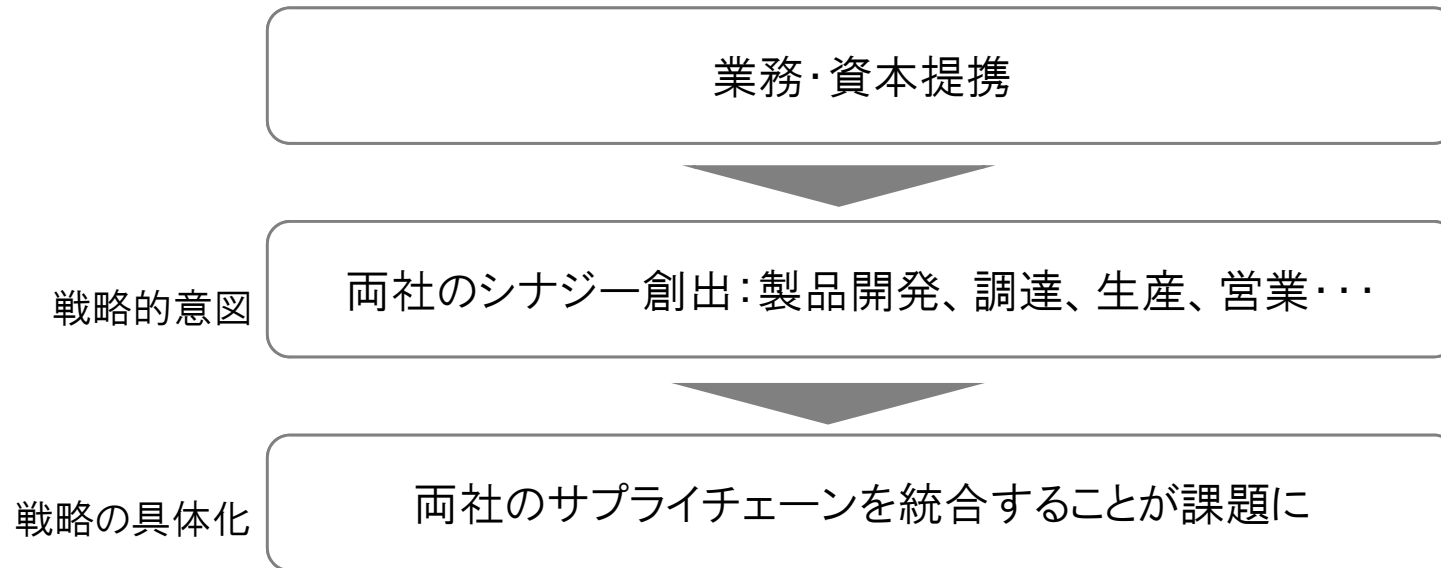 業務・資本提携
戦略的意図
両社のシナジー創出：製品開発、調達、生産、営業・・・
戦略の具体化
両社のサプライチェーンを統合することが課題に